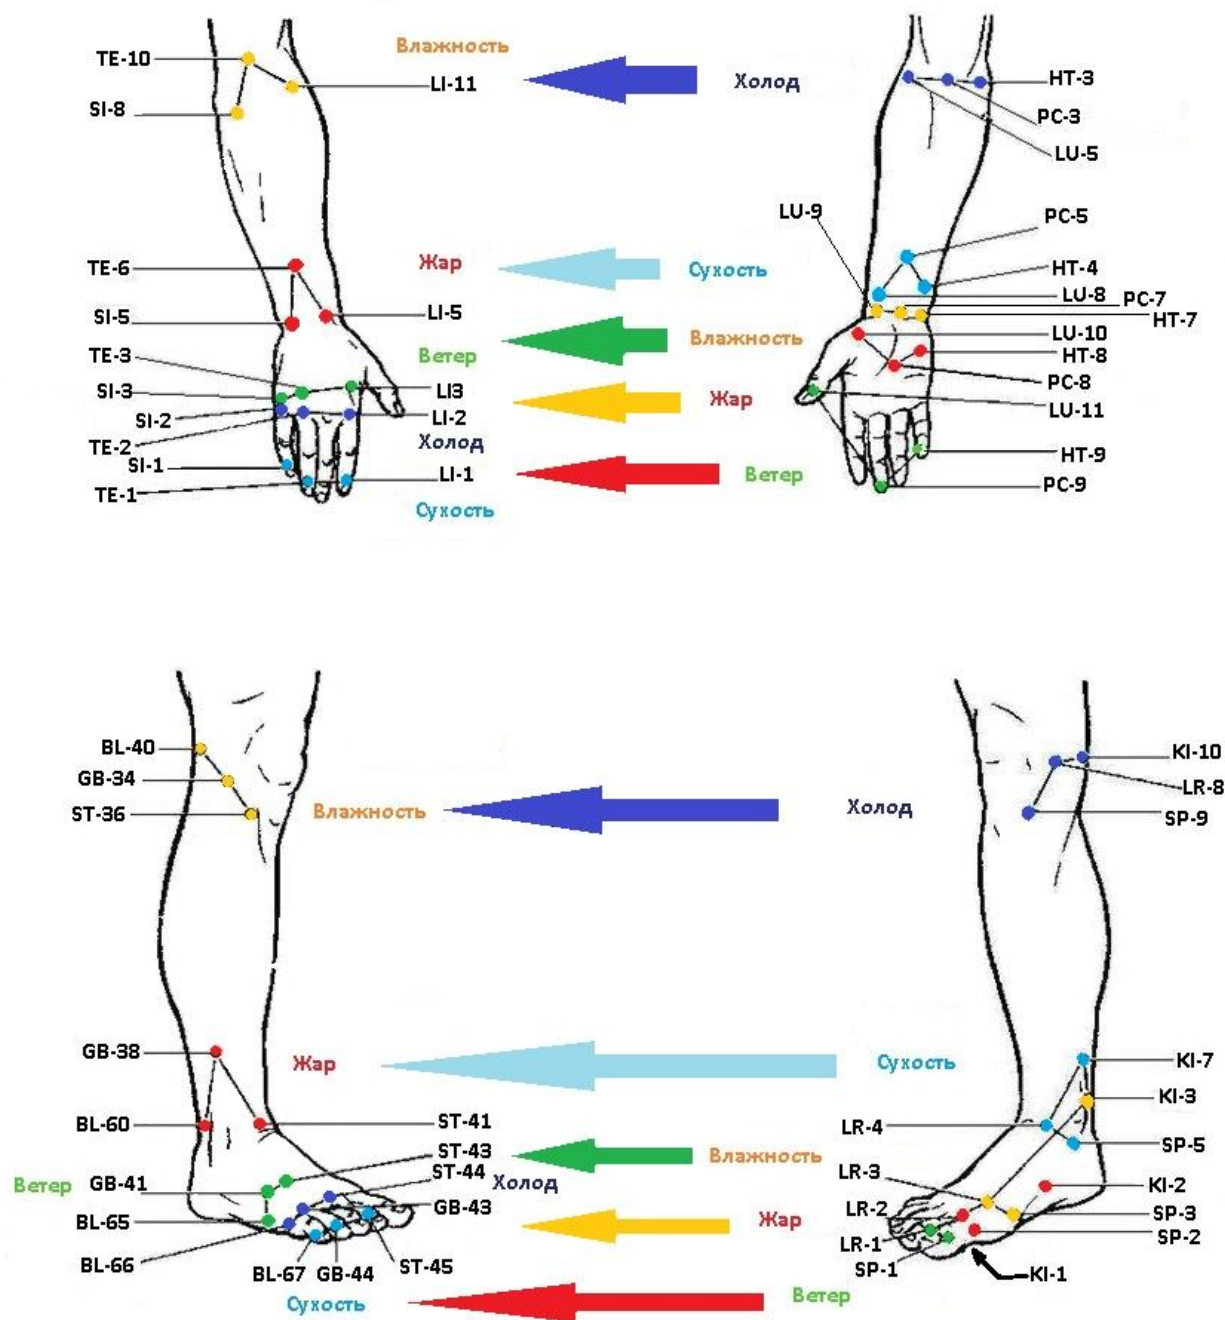 Влажность
TE-10
LI-11
SI-8
Холод
HT-3
PC-3
LU-5
LU-9
PC-5
TE-6
Жар
Сухость
HT-4
LU-8
PC-7
SI-5
LI-5
HT-7
TE-3
Ветер
Влажность
LU-10
HT-8
SI-3
LI3
PC-8
SI-2
LI-2
Жар
LU-11
TE-2
Холод
SI-1
LI-1
Ветер
HT-9
TE-1
PC-9
Сухость
BL-40
KI-10
GB-34
LR-8
ST-36
Влажность
Холод
SP-9
GB-38
Жар
Сухость
KI-7
KI-3
BL-60
ST-41
LR-4
ST-43
SP-5
Влажность
ST-44
LR-3
Ветер
GB-41
Холод
KI-2
GB-43
LR-2
SP-3
BL-65
Жар
SP-2
LR-1
BL-66
BL-67
GB-44
ST-45
SP-1
KI-1
Сухость
Ветер